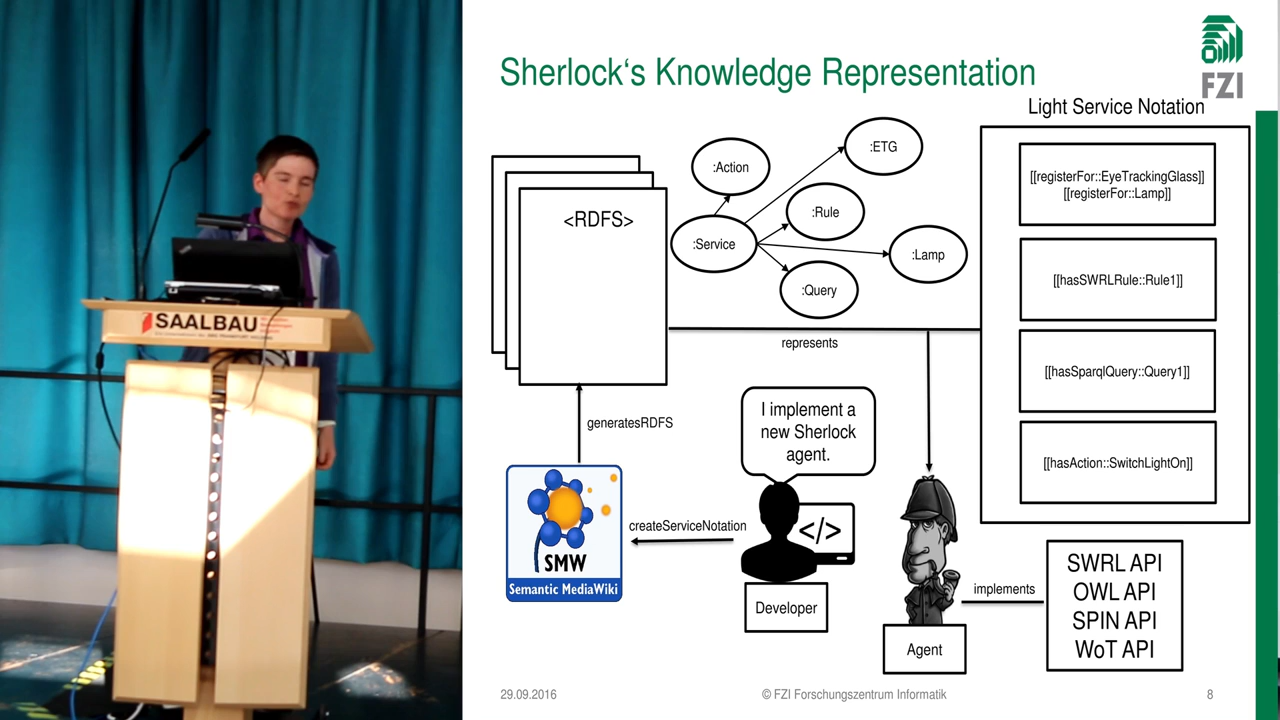 Sherlock‘s Knowledge Representation
FZI
Light Service Notation
<RDFS>
:Action
:ETG
:Rule
:Service
:Lamp
:Query
[[registerFor::EyeTrackingGlass]]
[[registerFor::Lamp]]
[[hasSWRLRule::Rule1]]
[[hasSparqlQuery::Query1]]
[[hasAction::SwitchLightOn]]
represents
generatesRDFS
I implement a
new Sherlock
agent.
</>
createServiceNotation
SMW
Semantic MediaWiki
Developer
Agent
implements
SWRL API
OWL API
SPIN API
WoT API
29.09.2016
© FZI Forschungszentrum Informatik
8
SAALBAU